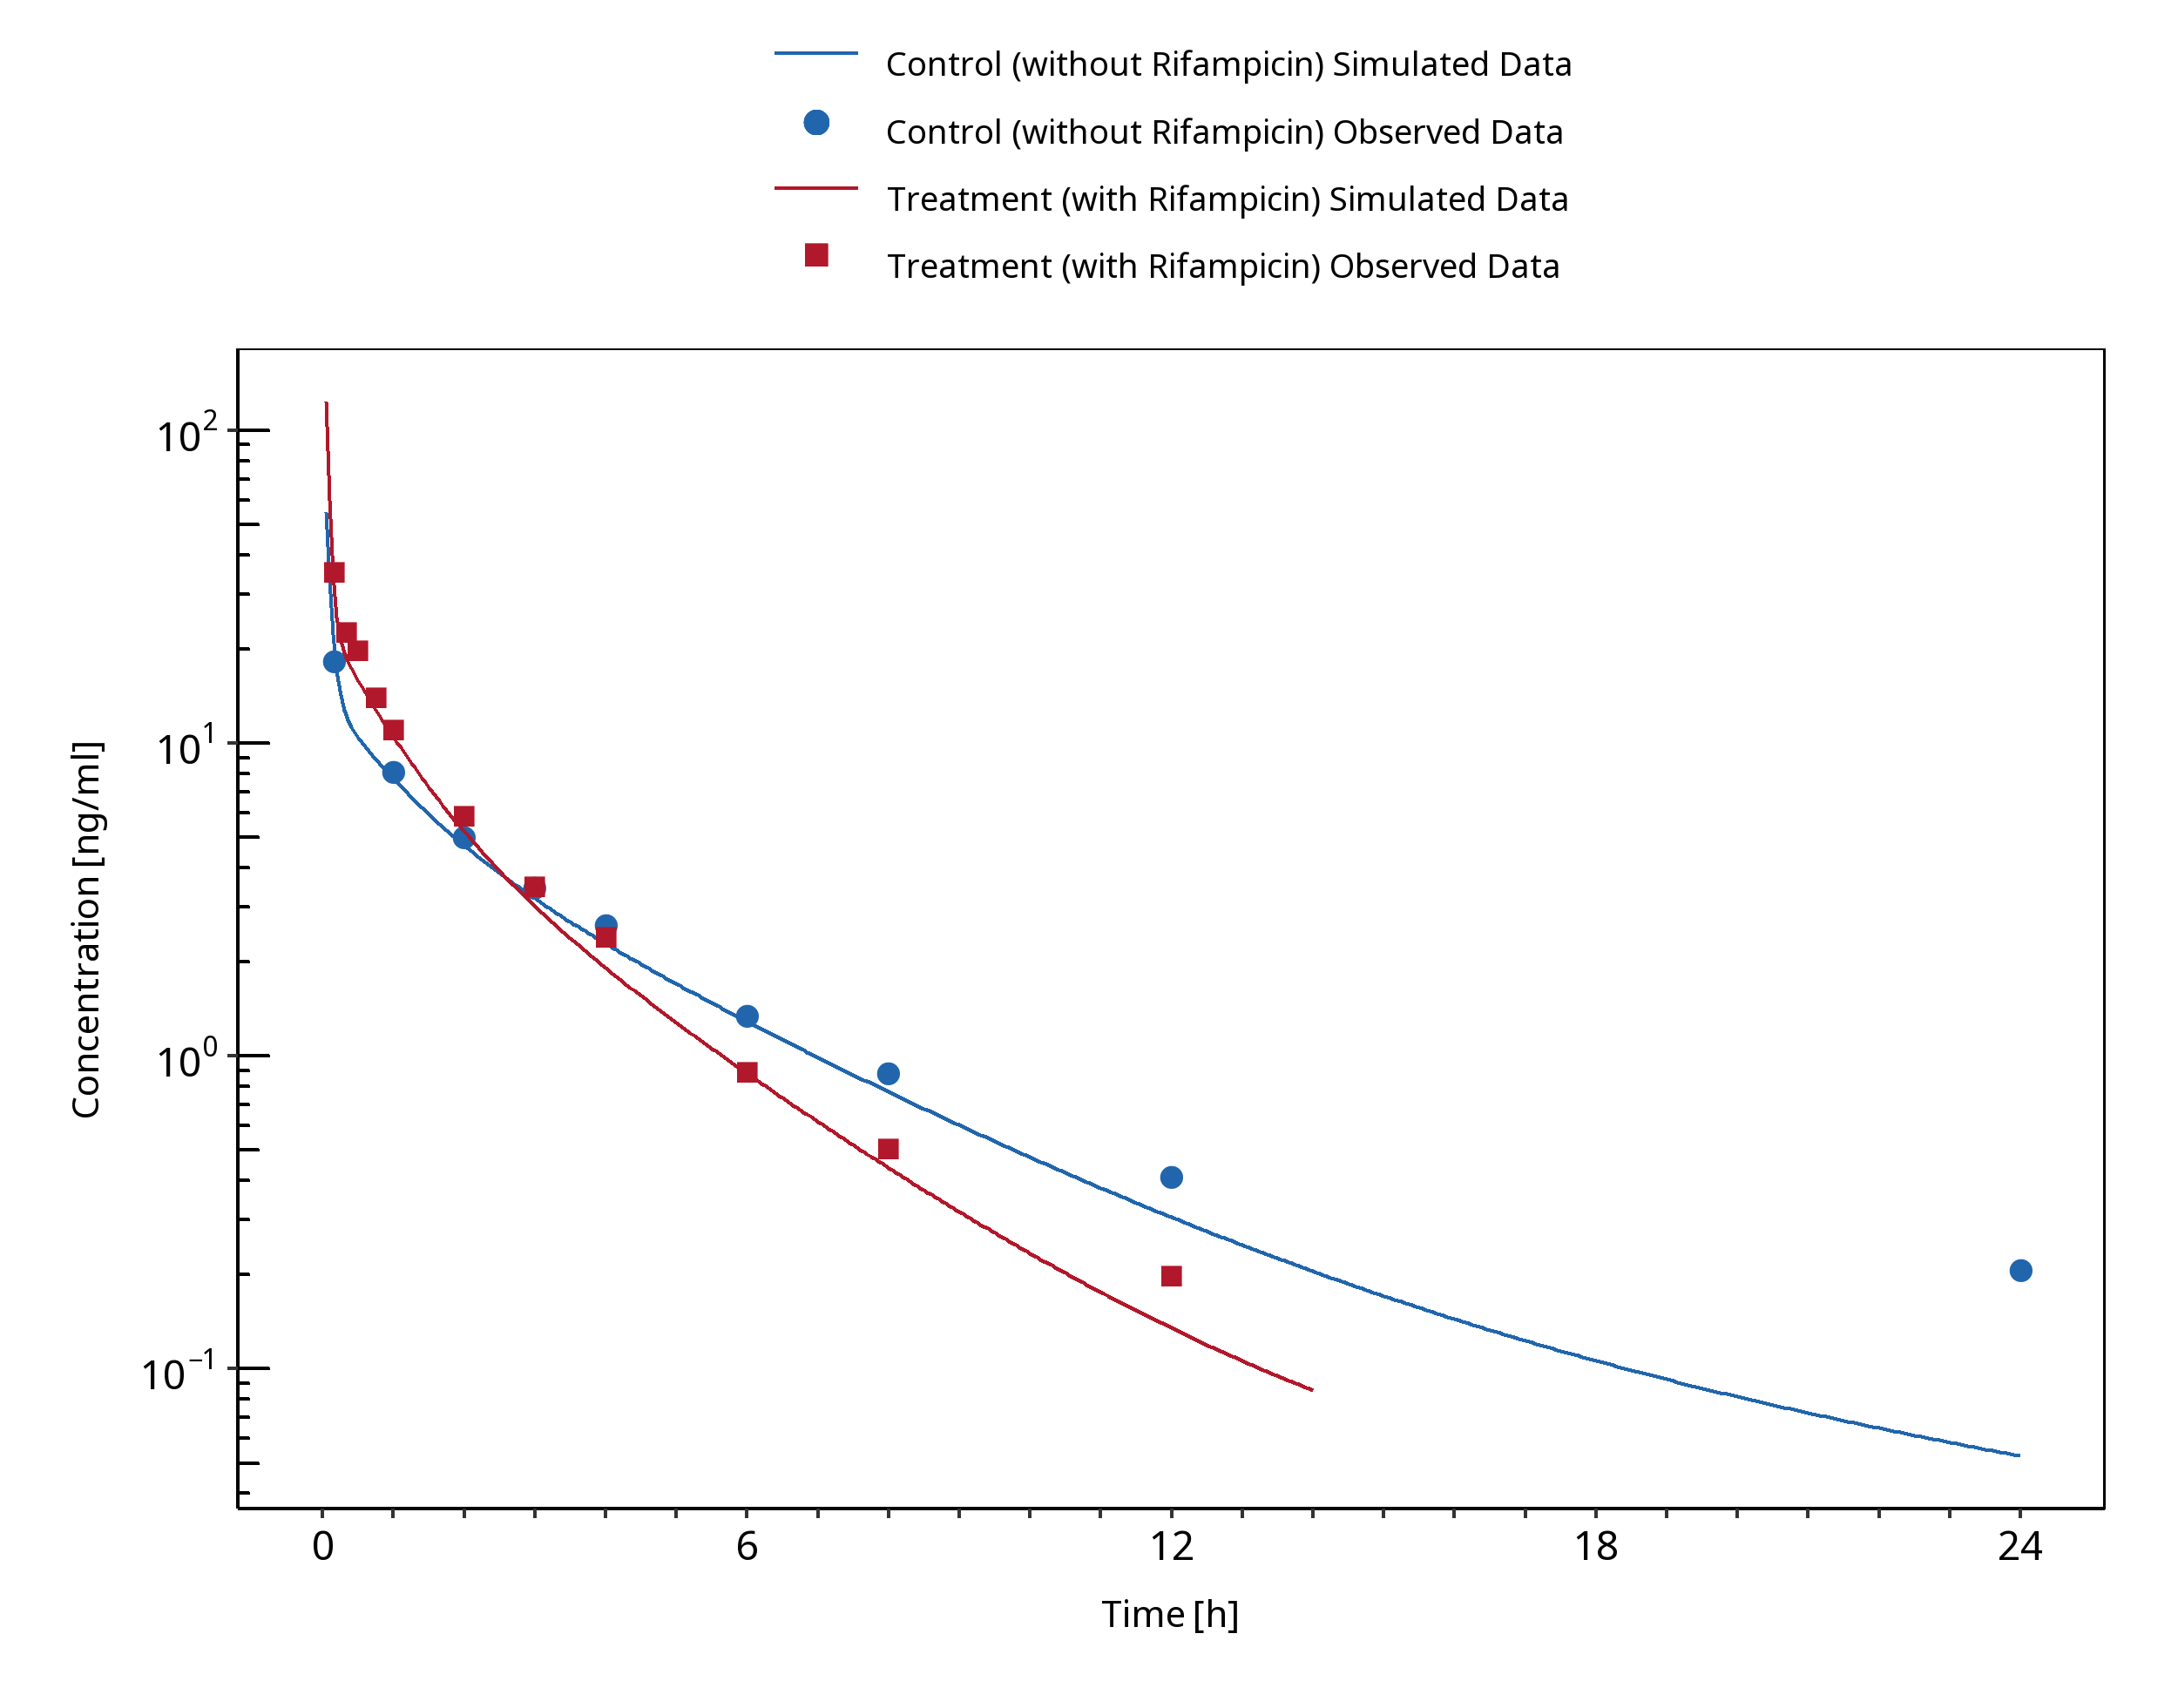 Control (without Rifampicin) Simulated Data
Control (without Rifampicin) Observed Data
Treatment (with Rifampicin) Simulated Data
Treatment (with Rifampicin) Observed Data
10²
10¹
10⁰
10⁻¹
Concentration [ng/ml]
0 6 12 18 24
Time [h]